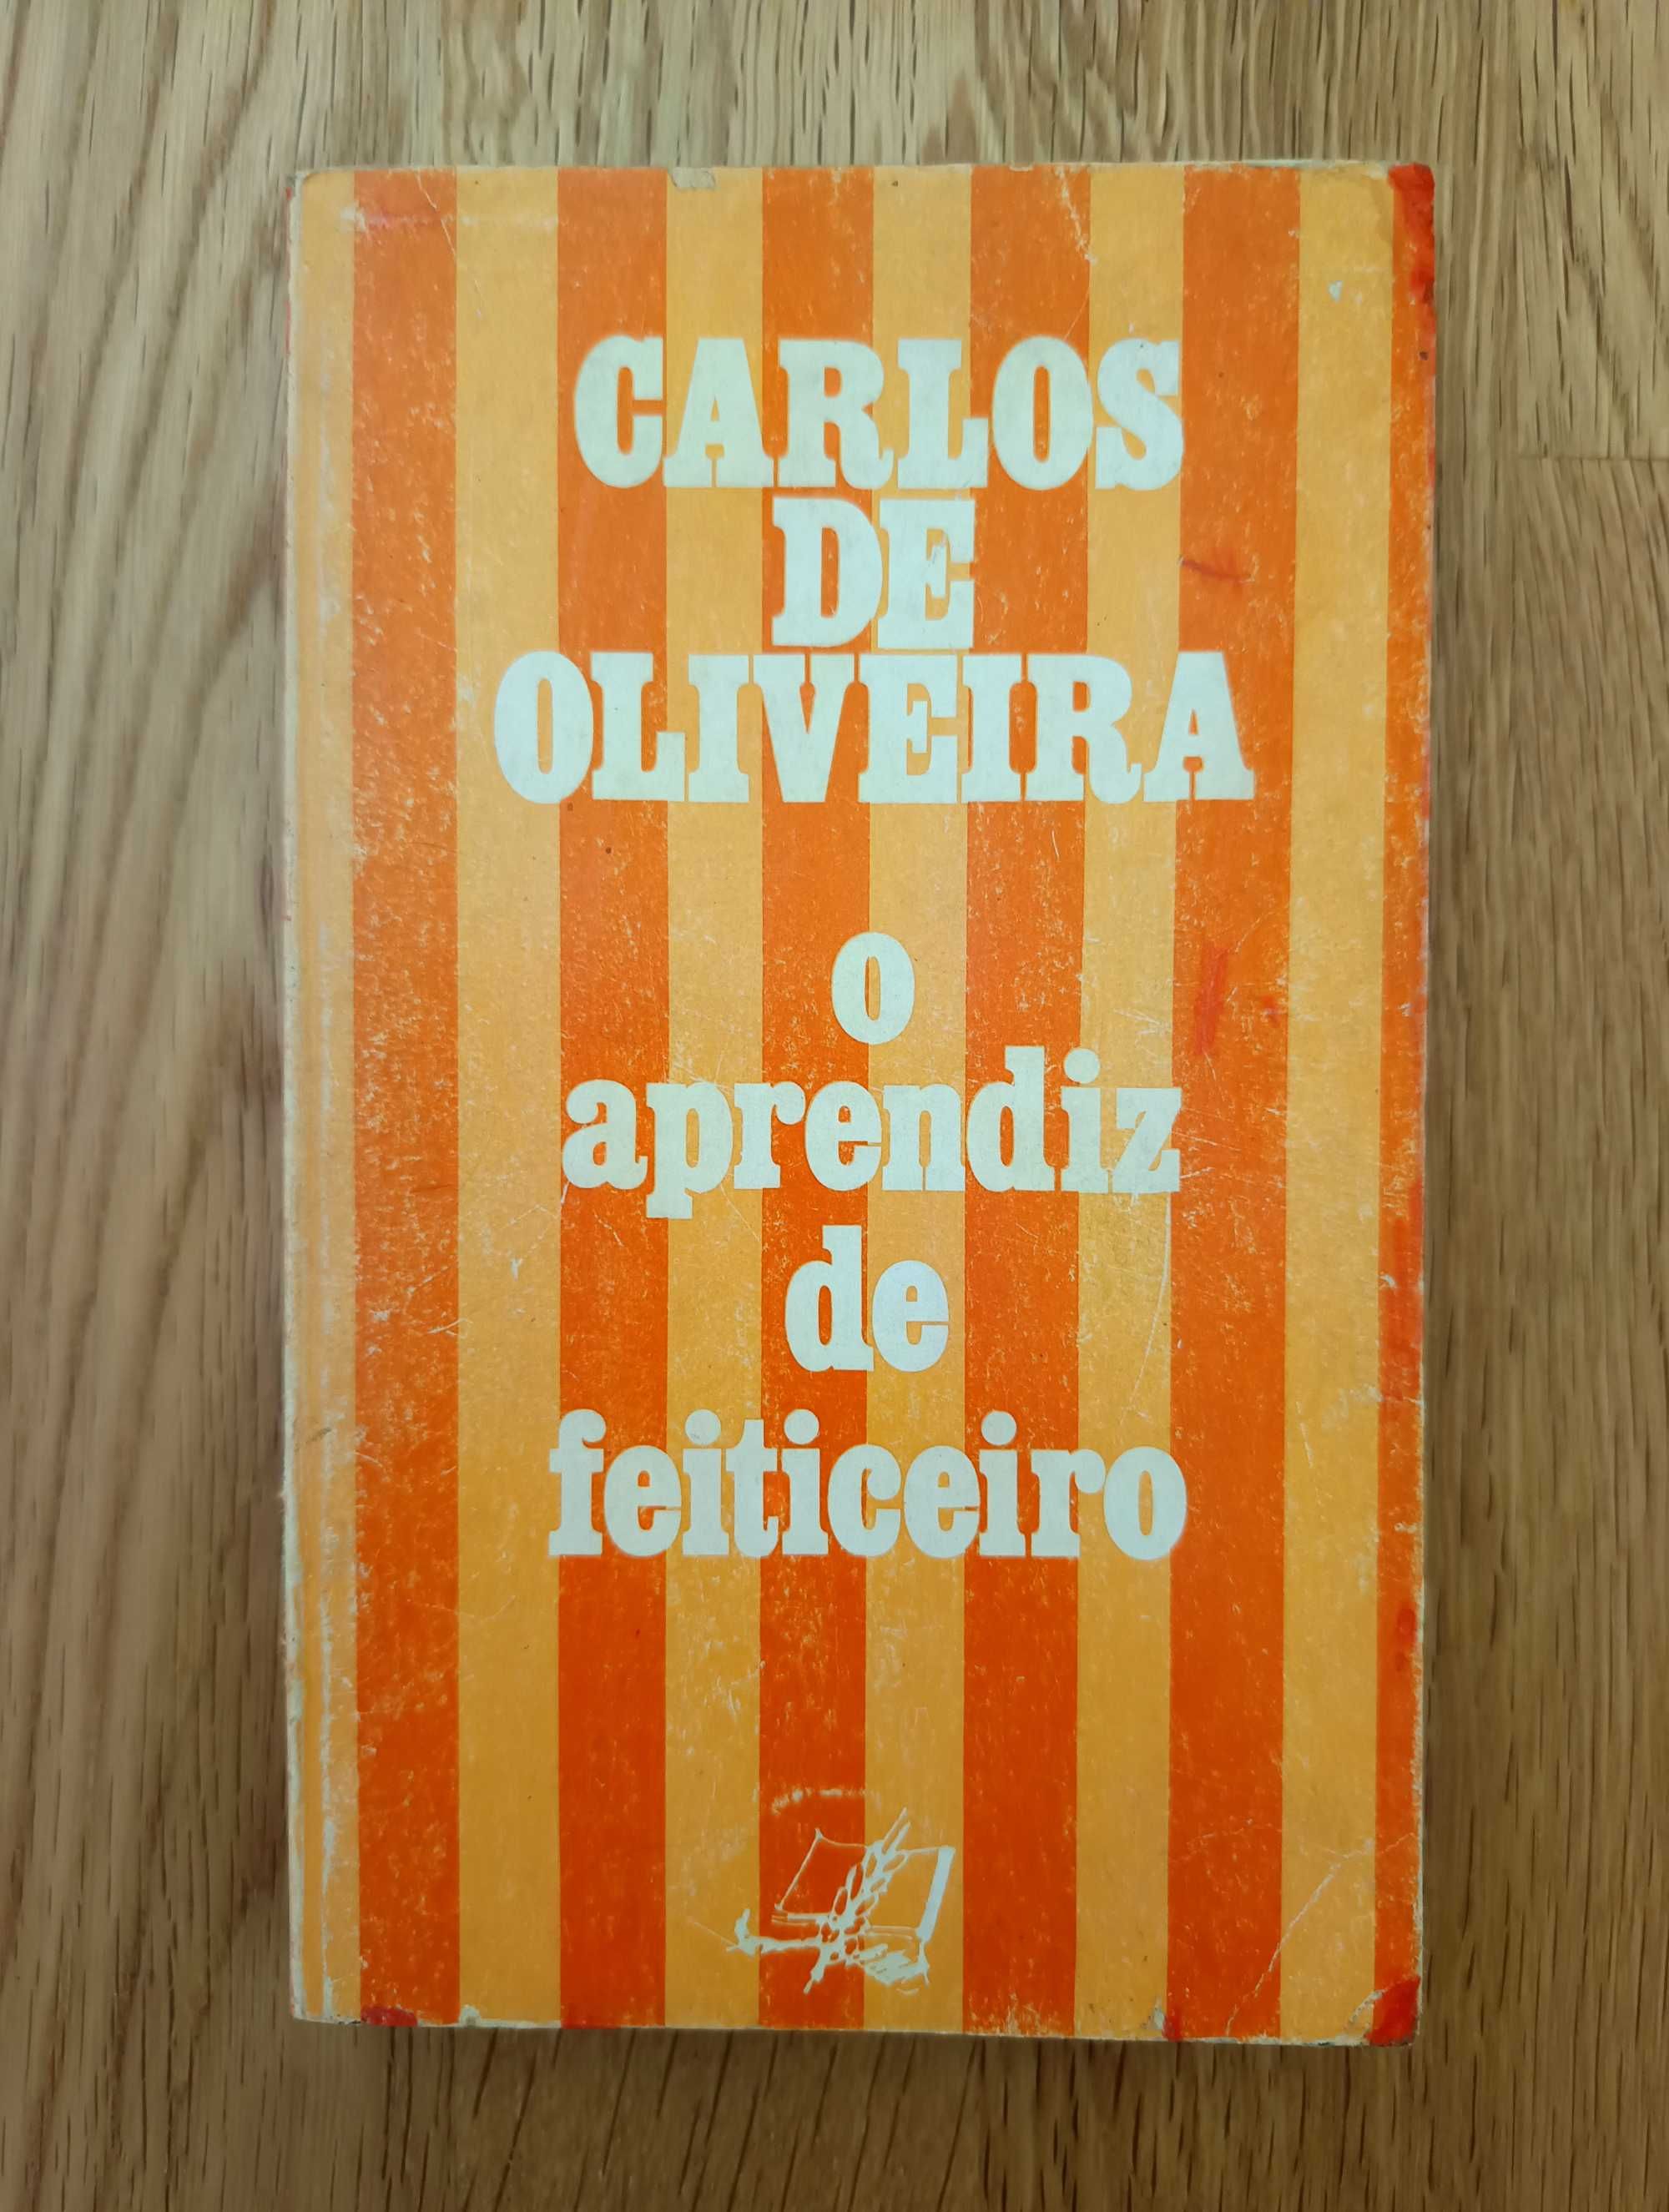 CARLOS
DE
OLIVEIRA
o
aprendiz
de
feiticeiro